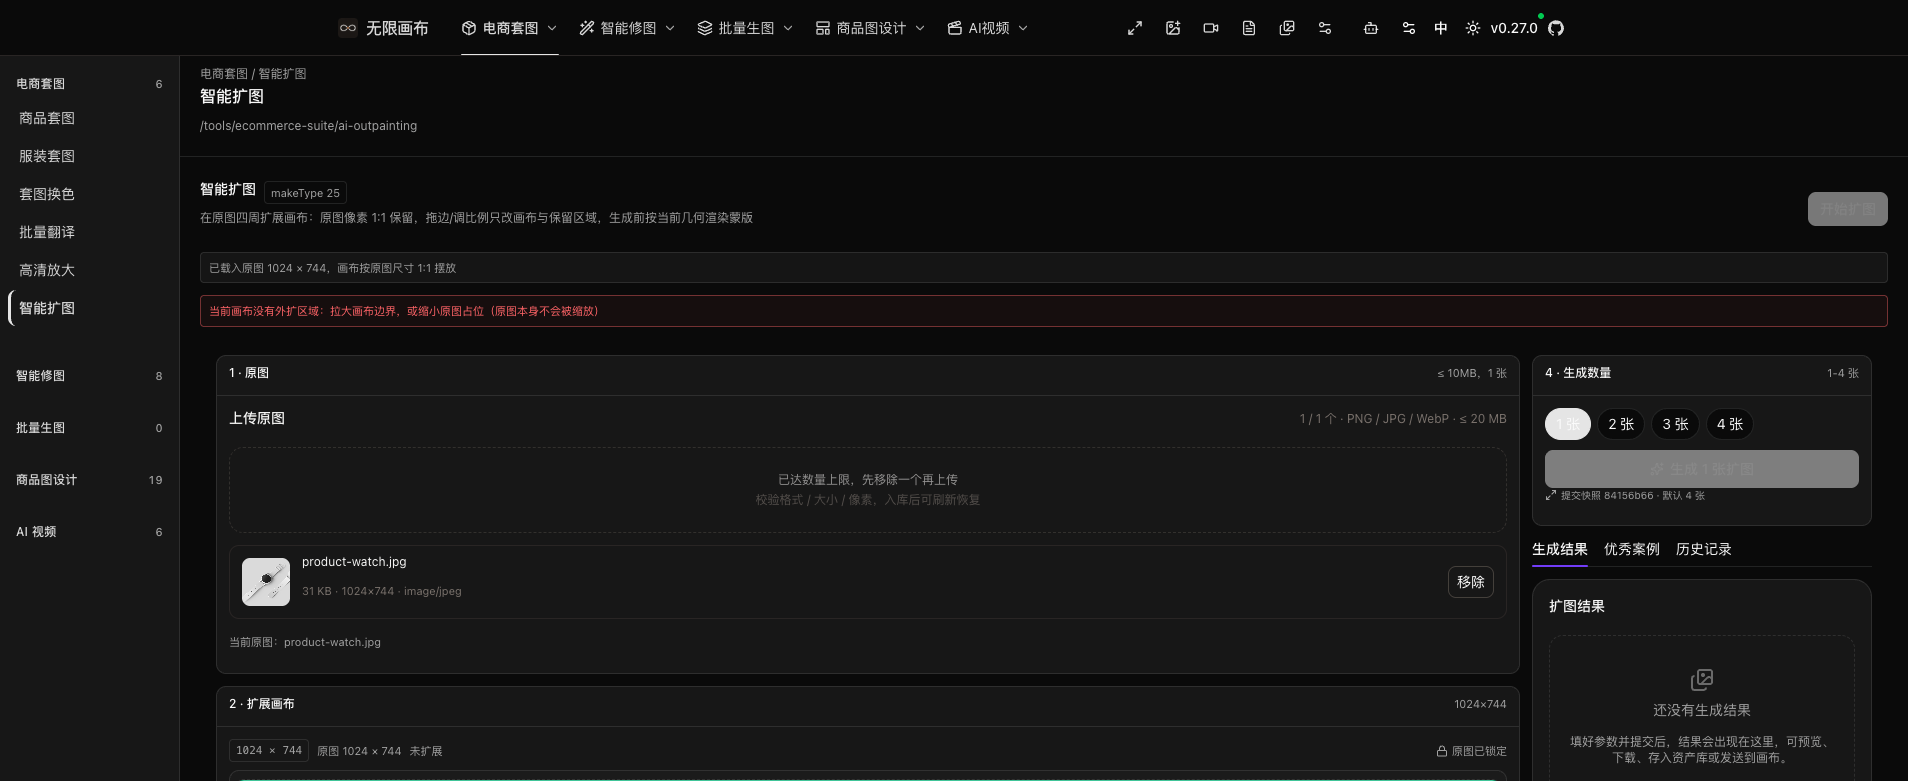 无限画布
电商套图
智能修图
批量生图
商品图设计
AI视频
中
v0.27.0
电商套图 6
商品套图
服装套图
套图换色
批量翻译
高清放大
智能扩图
智能修图 8
批量生图 0
商品图设计 19
AI 视频 6
电商套图 / 智能扩图
智能扩图
/tools/ecommerce-suite/ai-outpainting
智能扩图 makeType 25
在原图四周扩展画布：原图像素 1:1 保留，拖边/调比例只改画布与保留区域，生成前按当前几何渲染蒙版
开始扩图
已载入原图 1024 × 744，画布按原图尺寸 1:1 摆放
当前画布没有外扩区域：拉大画布边界，或缩小原图占位（原图本身不会被缩放）
1 · 原图 ≤ 10MB，1 张
上传原图 1 / 1 个 · PNG / JPG / WebP · ≤ 20 MB
已达数量上限，先移除一个再上传
校验格式 / 大小 / 像素，入库后可刷新恢复
product-watch.jpg
31 KB · 1024×744 · image/jpeg
移除
当前原图：product-watch.jpg
2 · 扩展画布 1024×744
1024 × 744 原图 1024 × 744 未扩展 原图已锁定
4 · 生成数量 1-4 张
1 张 2 张 3 张 4 张
生成 1 张扩图
提交快照 84156b66 · 默认 4 张
生成结果 优秀案例 历史记录
扩图结果
还没有生成结果
填好参数并提交后，结果会出现在这里，可预览、
下载、存入资产库或发送到画布。